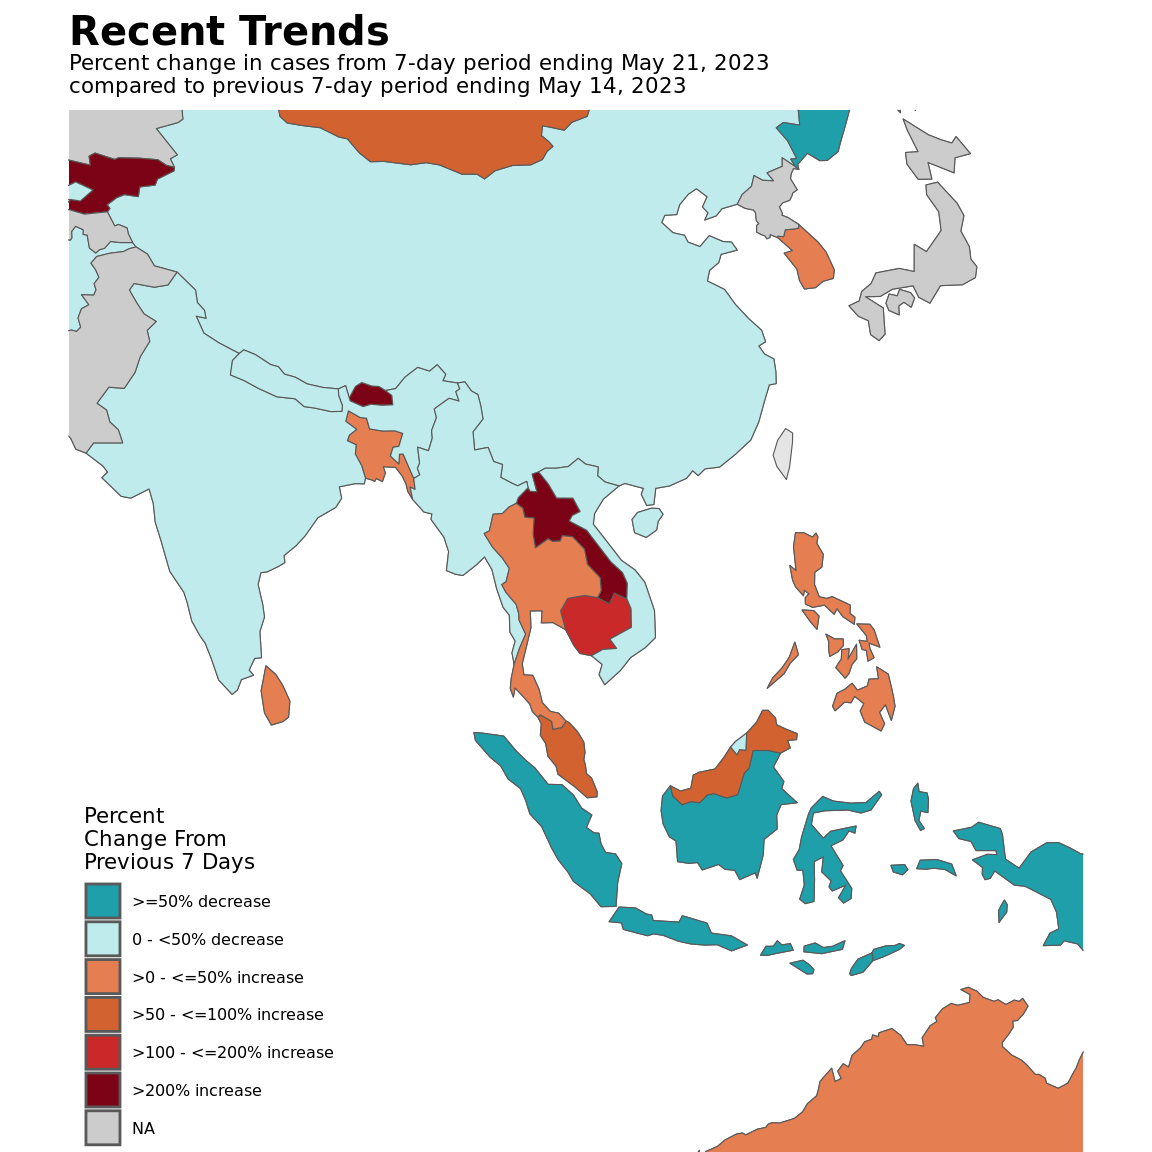 Recent Trends
Percent change in cases from 7-day period ending May 21, 2023
compared to previous 7-day period ending May 14, 2023
Percent
Change From
Previous 7 Days
>=50% decrease
0 - <50% decrease
>0 - <=50% increase
>50 - <=100% increase
>100 - <=200% increase
>200% increase
NA